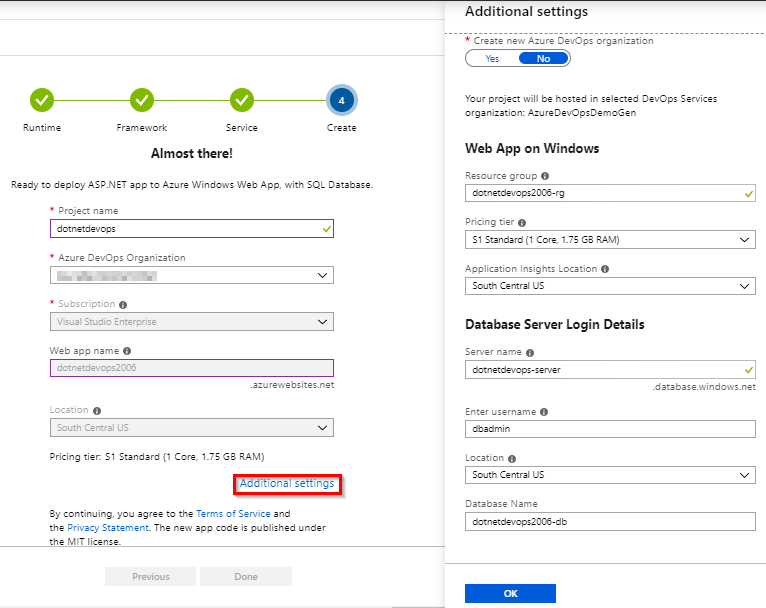 4
Runtime
Framework
Service
Create
Almost there!
Ready to deploy ASP.NET app to Azure Windows Web App, with SQL Database.
* Project name
dotnetdevops
* Azure DevOps Organization
* Subscription
Visual Studio Enterprise
Web app name
dotnetdevops2006
.azurewebsites.net
Location
South Central US
Pricing tier: S1 Standard (1 Core, 1.75 GB RAM)
Additional settings
By continuing, you agree to the Terms of Service and
the Privacy Statement. The new app code is published under
the MIT license.
Previous
Done
Additional settings
* Create new Azure DevOps organization
Yes
No
Your project will be hosted in selected DevOps Services
organization: AzureDevOpsDemoGen
Web App on Windows
Resource group
dotnetdevops2006-rg
Pricing tier
S1 Standard (1 Core, 1.75 GB RAM)
Application Insights Location
South Central US
Database Server Login Details
Server name
dotnetdevops-server
.database.windows.net
Enter username
dbadmin
Location
South Central US
Database Name
dotnetdevops2006-db
OK